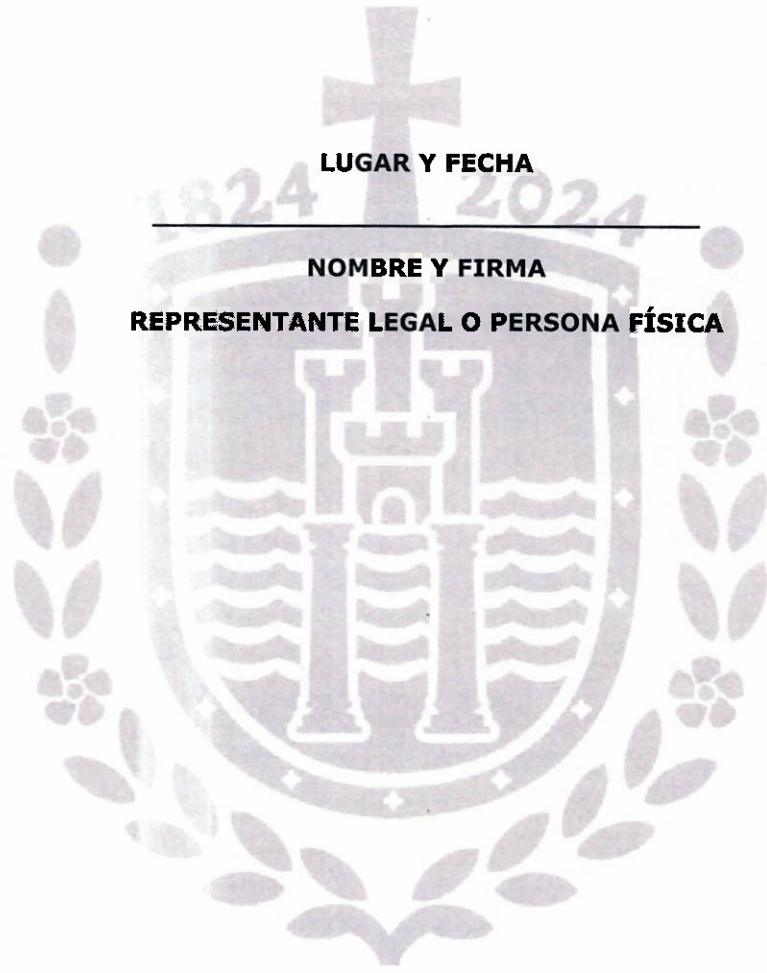 LUGAR Y FECHA
1824 2024
NOMBRE Y FIRMA
REPRESENTANTE LEGAL O PERSONA FÍSICA